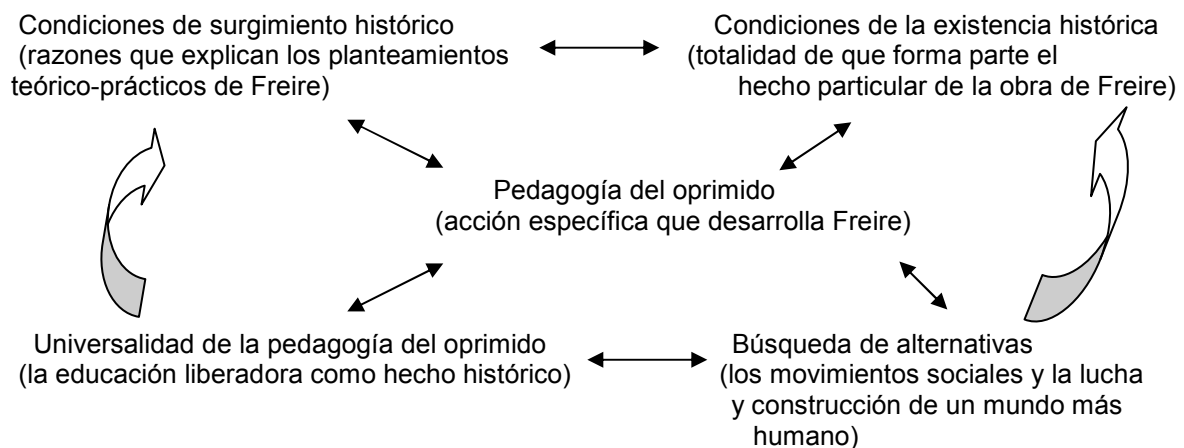 Condiciones de surgimiento histórico
(razones que explican los planteamientos
teórico-prácticos de Freire)
Condiciones de la existencia histórica
(totalidad de que forma parte el
hecho particular de la obra de Freire)
Pedagogía del oprimido
(acción específica que desarrolla Freire)
Universalidad de la pedagogía del oprimido
(la educación liberadora como hecho histórico)
Búsqueda de alternativas
(los movimientos sociales y la lucha
y construcción de un mundo más
humano)